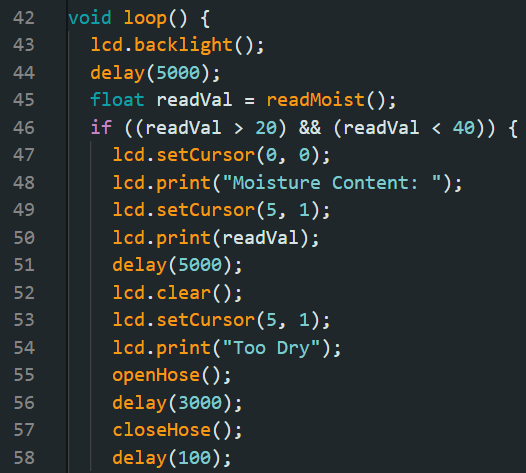 42 void loop() {
43   lcd.backlight();
44   delay(5000);
45   float readVal = readMoist();
46   if ((readVal > 20) && (readVal < 40)) {
47     lcd.setCursor(0, 0);
48     lcd.print("Moisture Content: ");
49     lcd.setCursor(5, 1);
50     lcd.print(readVal);
51     delay(5000);
52     lcd.clear();
53     lcd.setCursor(5, 1);
54     lcd.print("Too Dry");
55     openHose();
56     delay(3000);
57     closeHose();
58     delay(100);